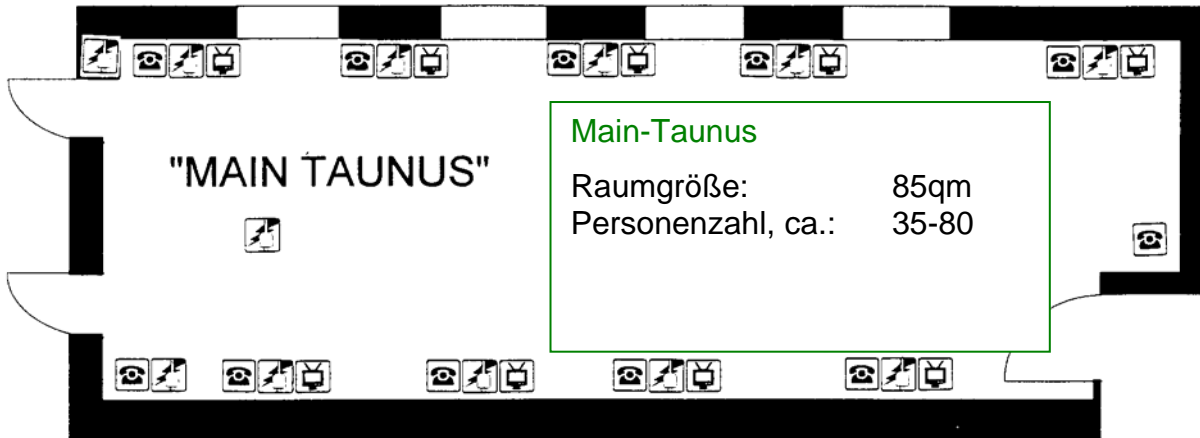 "MAIN TAUNUS"
Main-Taunus
Raumgröße: 85qm
Personenzahl, ca.: 35-80